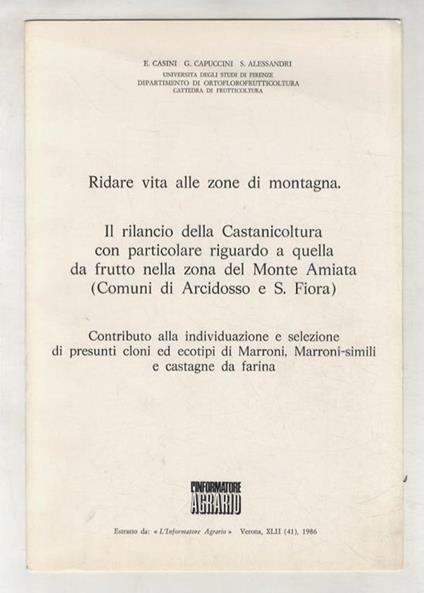 E. CASINI G. CAPUCCINI S. ALESSANDRI
UNIVERSITA DEGLI STUDI DI FIRENZE
DIPARTIMENTO DI ORTOFLOROFRUTTICOLTURA
CATTEDRA DI FRUTTICOLTURA
Ridare vita alle zone di montagna.
Il rilancio della Castanicoltura
con particolare riguardo a quella
da frutto nella zona del Monte Amiata
(Comuni di Arcidosso e S. Fiora)
Contributo alla individuazione e selezione
di presunti cloni ed ecotipi di Marroni, Marroni-simili
e castagne da farina
L'INFORMATORE
AGRARIO
Estratto da: « L'Informatore Agrario » Verona, XLII (41), 1986